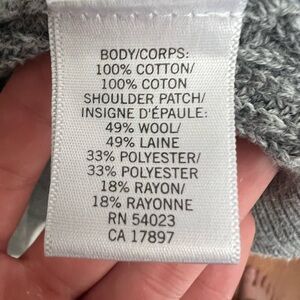 BODY/CORPS:
100% COTTON/
100% COTON
SHOULDER PATCH/
INSIGNE D'ÉPAULE:
49% WOOL/
49% LAINE
33% POLYESTER/
33% POLYESTER
18% RAYON/
18% RAYONNE
RN 54023
CA 17897